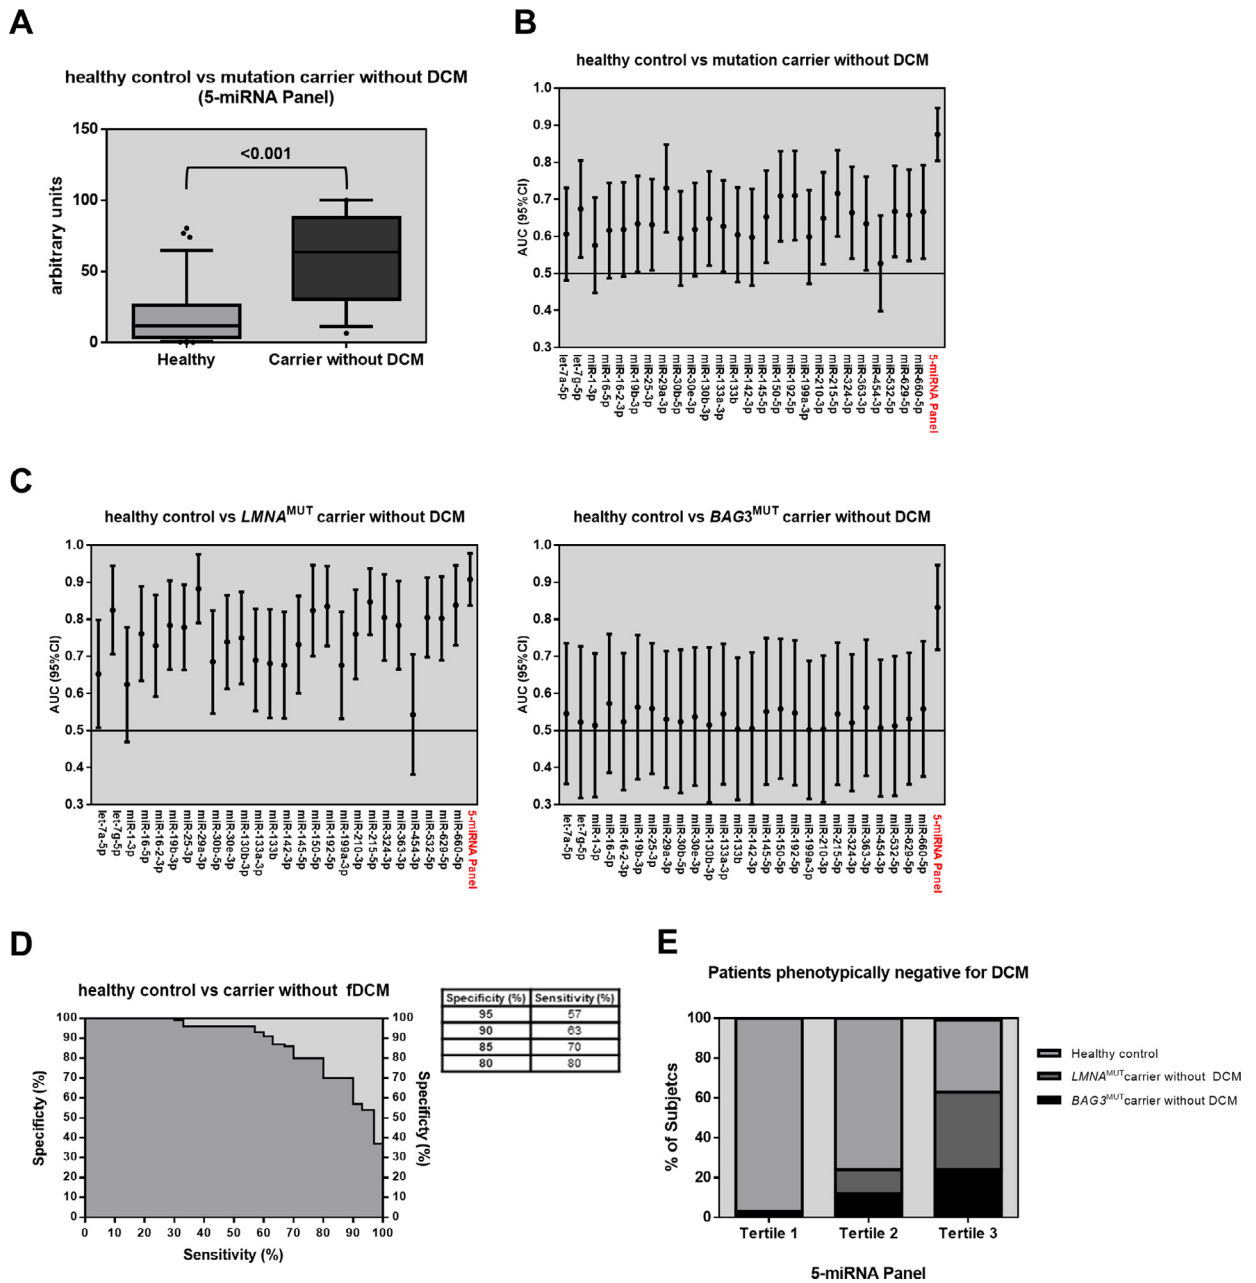 A
healthy control vs mutation carrier without DCM
(5-miRNA Panel)
arbitrary units
150
100
50
0
<0.001
Healthy
Carrier without DCM
B
healthy control vs mutation carrier without DCM
AUC (95%CI)
1.0
0.9
0.8
0.7
0.6
0.5
0.4
0.3
let-7a-5p
let-7g-5p
miR-1-3p
miR-16-5p
miR-16-2-3p
miR-19b-3p
miR-25-3p
miR-29a-3p
miR-30b-5p
miR-30e-3p
miR-130b-3p
miR-133a-3p
miR-133b
miR-142-3p
miR-145-5p
miR-150-5p
miR-192-5p
miR-199a-3p
miR-210-3p
miR-215-5p
miR-324-3p
miR-363-3p
miR-454-3p
miR-532-5p
miR-629-5p
miR-660-5p
5-miRNA Panel
C
healthy control vs LMNAMUT carrier without DCM
AUC (95%CI)
1.0
0.9
0.8
0.7
0.6
0.5
0.4
0.3
let-7a-5p
let-7g-5p
miR-1-3p
miR-16-5p
miR-16-2-3p
miR-19b-3p
miR-25-3p
miR-29a-3p
miR-30b-5p
miR-30e-3p
miR-130b-3p
miR-133a-3p
miR-133b
miR-142-3p
miR-145-5p
miR-150-5p
miR-192-5p
miR-199a-3p
miR-210-3p
miR-215-5p
miR-324-3p
miR-363-3p
miR-454-3p
miR-532-5p
miR-629-5p
miR-660-5p
5-miRNA Panel
healthy control vs BAG3MUT carrier without DCM
AUC (95%CI)
1.0
0.9
0.8
0.7
0.6
0.5
0.4
0.3
let-7a-5p
let-7g-5p
miR-1-3p
miR-16-5p
miR-16-2-3p
miR-19b-3p
miR-25-3p
miR-29a-3p
miR-30b-5p
miR-30e-3p
miR-130b-3p
miR-133a-3p
miR-133b
miR-142-3p
miR-145-5p
miR-150-5p
miR-192-5p
miR-199a-3p
miR-210-3p
miR-215-5p
miR-324-3p
miR-363-3p
miR-454-3p
miR-532-5p
miR-629-5p
miR-660-5p
5-miRNA Panel
D
healthy control vs carrier without fDCM
Specificty (%)
100
90
80
70
60
50
40
30
20
10
0
0 10 20 30 40 50 60 70 80 90 100
Sensitivity (%)
100
90
80
70
60
50
40
30
20
10
0
Specificty (%)
Specificity (%) Sensitivity (%)
95 57
90 63
85 70
80 80
E
Patients phenotypically negative for DCM
% of Subjetcs
100
80
60
40
20
0
Tertile 1 Tertile 2 Tertile 3
5-miRNA Panel
Healthy control
LMNAMUT carrier without DCM
BAG3MUT carrier without DCM